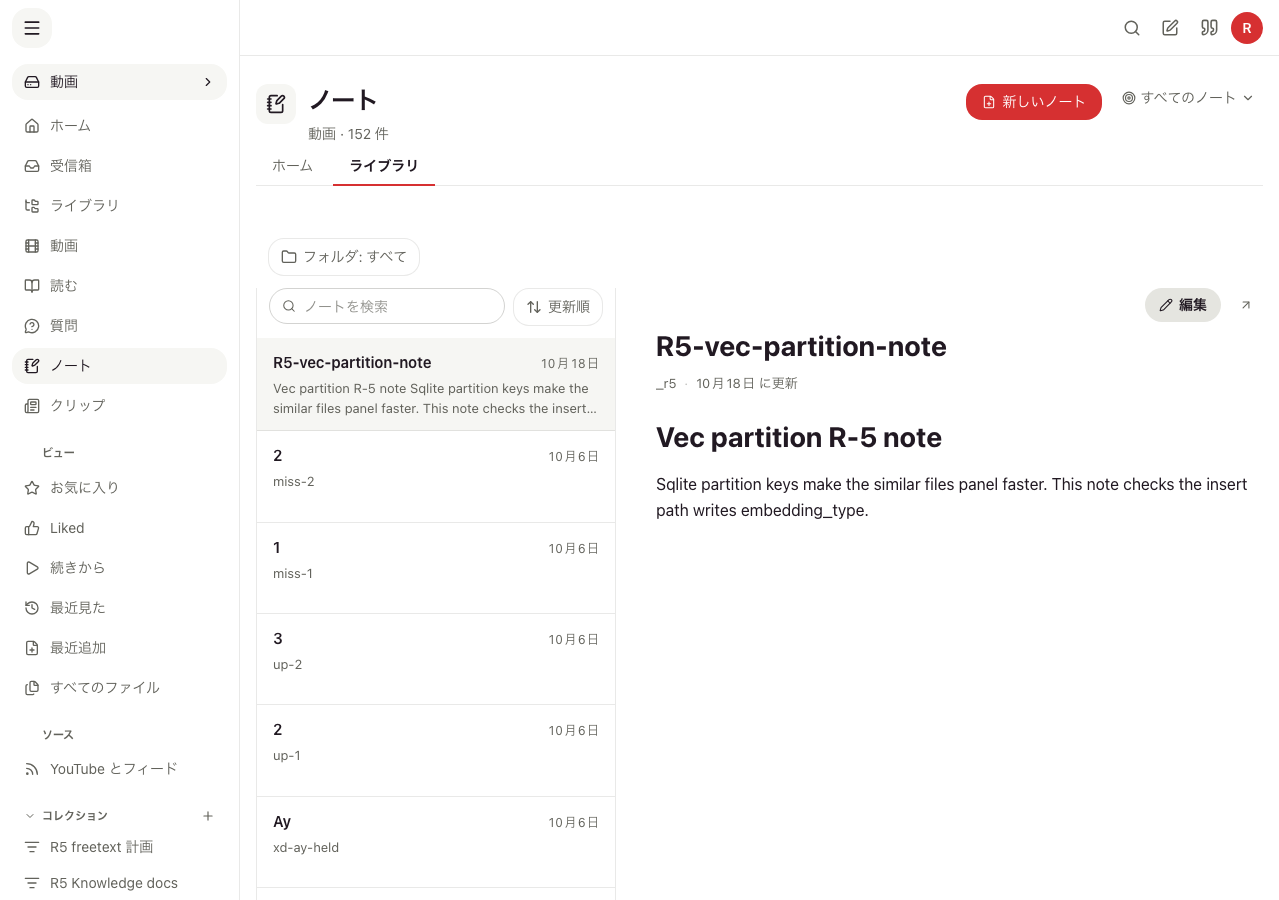 動画
ホーム
受信箱
ライブラリ
動画
読む
質問
ノート
クリップ
ビュー
お気に入り
Liked
続きから
最近見た
最近追加
すべてのファイル
ソース
YouTube とフィード
コレクション
R5 freetext 計画
R5 Knowledge docs
R
ノート
動画 · 152 件
新しいノート
すべてのノート
ホーム
ライブラリ
フォルダ: すべて
ノートを検索
更新順
R5-vec-partition-note
10月18日
Vec partition R-5 note Sqlite partition keys make the
similar files panel faster. This note checks the insert…
2
10月6日
miss-2
1
10月6日
miss-1
3
10月6日
up-2
2
10月6日
up-1
Ay
10月6日
xd-ay-held
編集
R5-vec-partition-note
_r5 · 10月18日 に更新
Vec partition R-5 note
Sqlite partition keys make the similar files panel faster. This note checks the insert
path writes embedding_type.